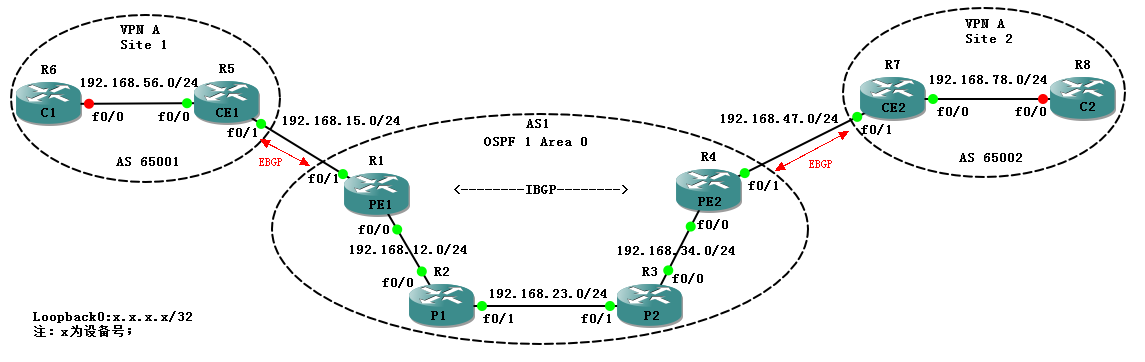 VPN A
Site 1
R6
192.168.56.0/24
R5
C1
f0/0
f0/0
CE1
f0/1
AS 65001
192.168.15.0/24
EBGP
AS1
OSPF 1 Area 0
R1
f0/1
PE1
f0/0
<--------IBGP-------->
R4
PE2
f0/1
f0/0
192.168.12.0/24
192.168.34.0/24
f0/0
R2
P1
f0/1
192.168.23.0/24
R3
f0/0
f0/1
P2
VPN A
Site 2
R7
192.168.78.0/24
R8
CE2
f0/0
f0/0
C2
f0/1
192.168.47.0/24
EBGP
AS 65002
Loopback0:x.x.x.x/32
注：x为设备号；